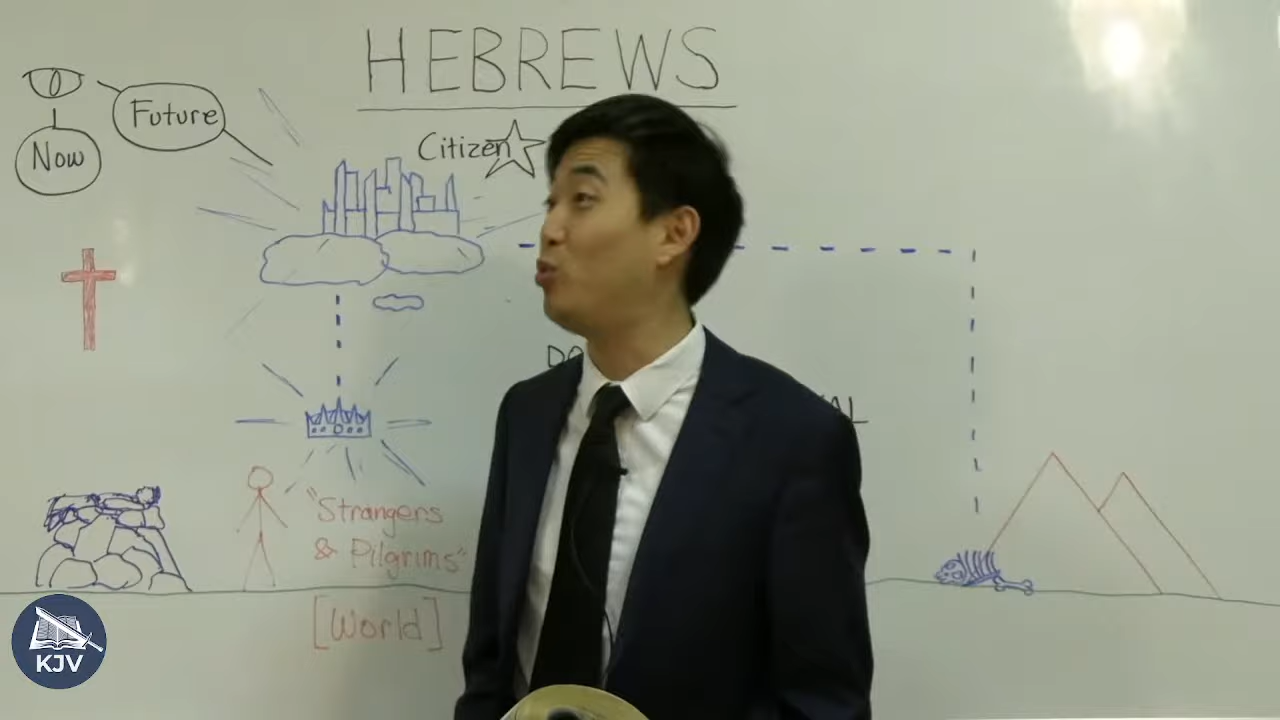 HEBREWS
Future
Now
Citizen
"Strangers
& Pilgrims"
[World]
KJV